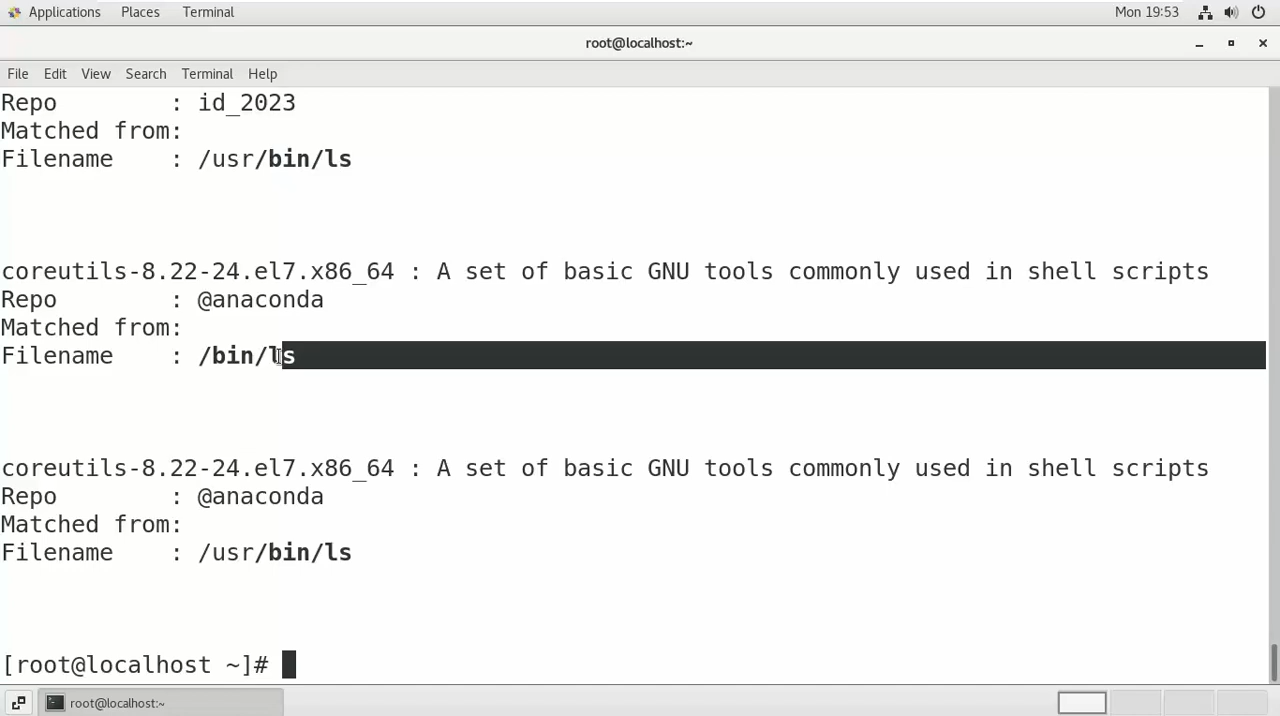 Applications Places Terminal Mon 19:53
root@localhost:~
File Edit View Search Terminal Help
Repo        : id_2023
Matched from:
Filename    : /usr/bin/ls
coreutils-8.22-24.el7.x86_64 : A set of basic GNU tools commonly used in shell scripts
Repo        : @anaconda
Matched from:
Filename    : /bin/ls
coreutils-8.22-24.el7.x86_64 : A set of basic GNU tools commonly used in shell scripts
Repo        : @anaconda
Matched from:
Filename    : /usr/bin/ls
[root@localhost ~]#
root@localhost:~